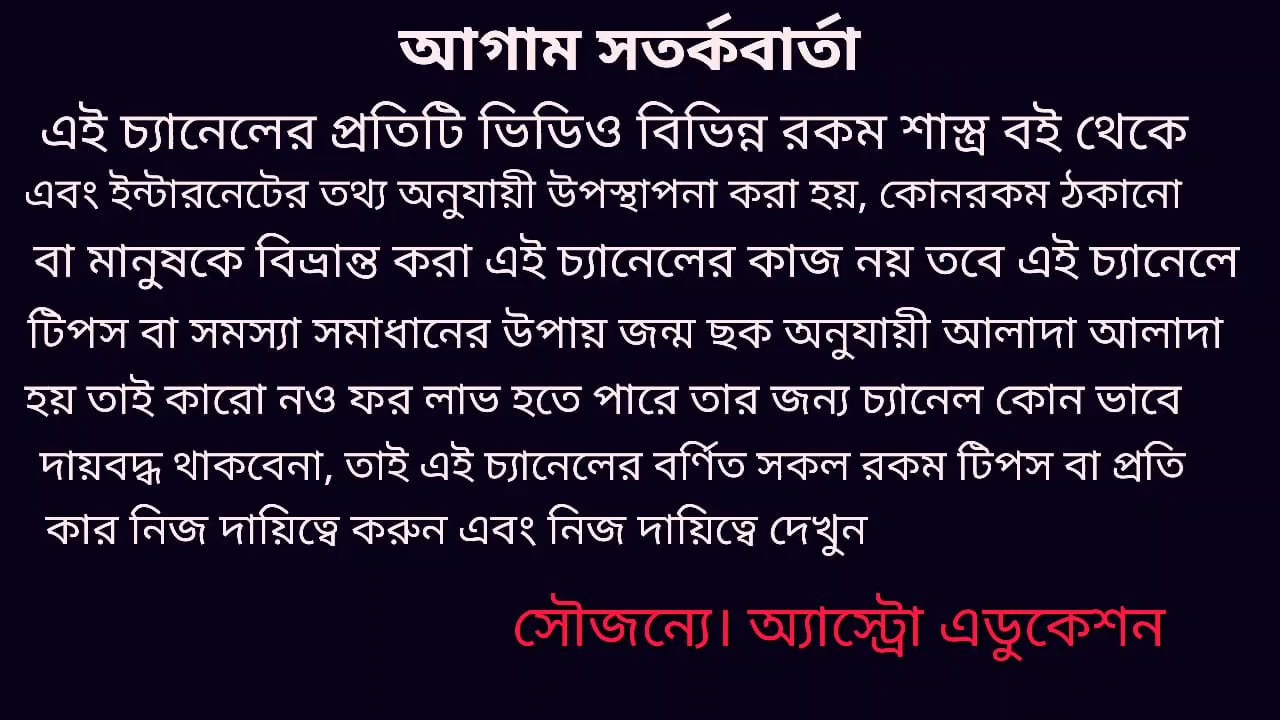 আগাম সতর্কবার্তা
এই চ্যানেলের প্রতিটি ভিডিও বিভিন্ন রকম শাস্ত্র বই থেকে
এবং ইন্টারনেটের তথ্য অনুযায়ী উপস্থাপনা করা হয়, কোনরকম ঠকানো
বা মানুষকে বিভ্রান্ত করা এই চ্যানেলের কাজ নয় তবে এই চ্যানেলে
টিপস বা সমস্যা সমাধানের উপায় জন্ম ছক অনুযায়ী আলাদা আলাদা
হয় তাই কারো নও ফর লাভ হতে পারে তার জন্য চ্যানেল কোন ভাবে
দায়বদ্ধ থাকবেনা, তাই এই চ্যানেলের বর্ণিত সকল রকম টিপস বা প্রতি
কার নিজ দায়িত্বে করুন এবং নিজ দায়িত্বে দেখুন
সৌজন্যে। অ্যাস্ট্রো এডুকেশন